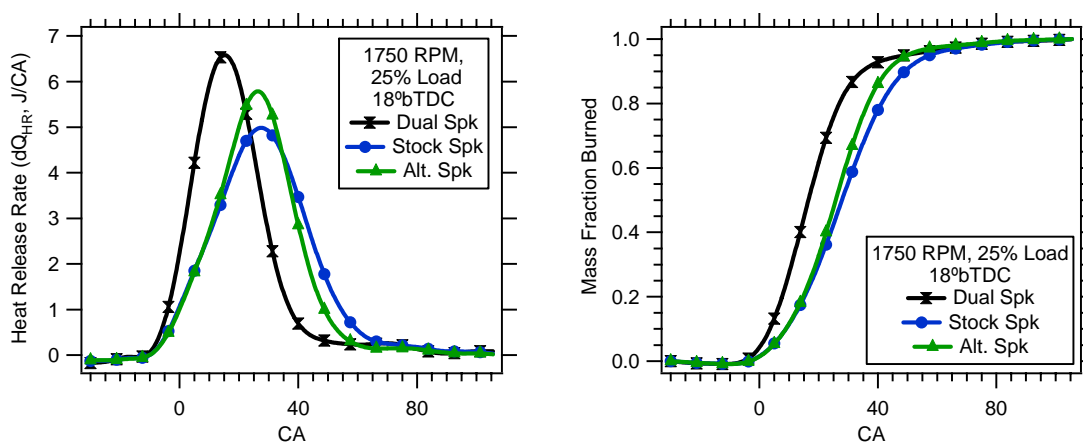 7
6
5
4
3
2
1
0
Heat Release Rate (dQHR, J/CA)
0
40
80
CA
1750 RPM,
25% Load
18ºbTDC
Dual Spk
Stock Spk
Alt. Spk
1.0
0.8
0.6
0.4
0.2
0.0
Mass Fraction Burned
0
40
80
CA
1750 RPM, 25% Load
18ºbTDC
Dual Spk
Stock Spk
Alt. Spk